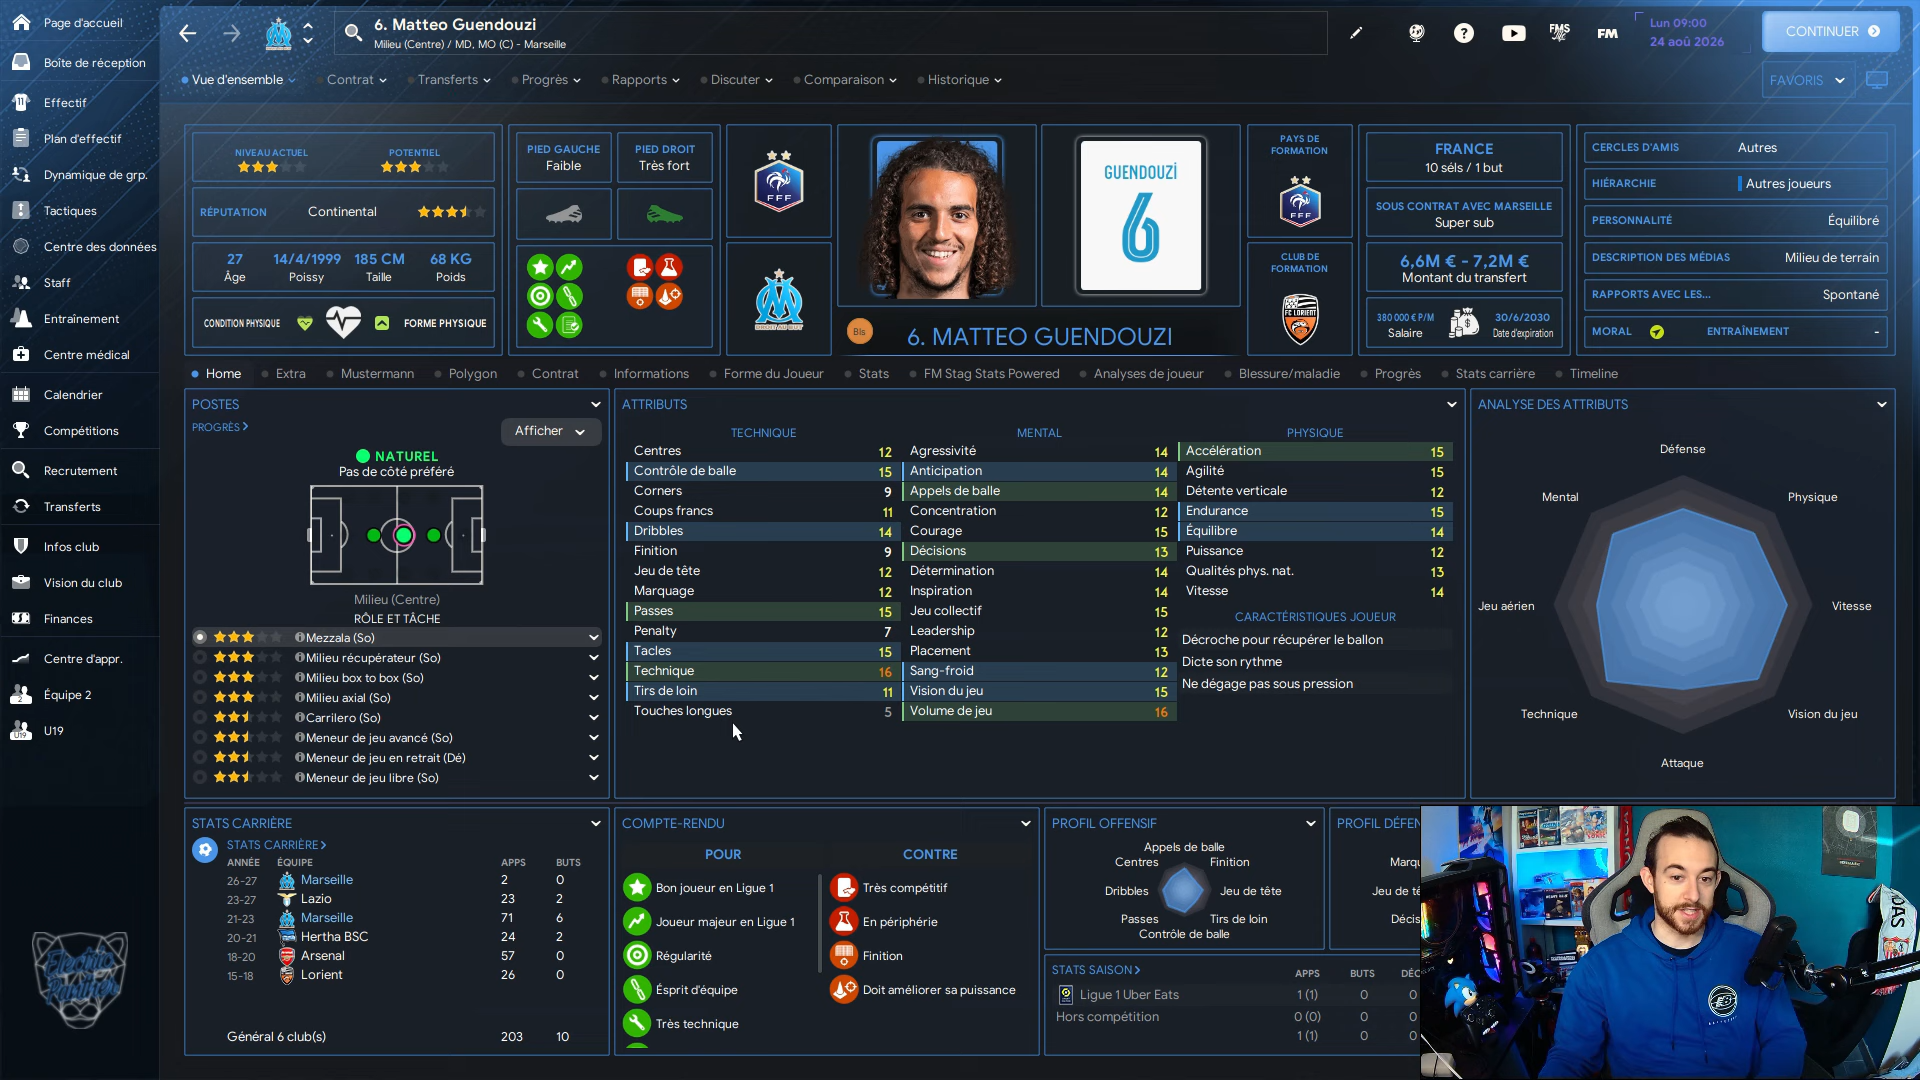 Page d'accueil
Boîte de réception
Effectif
Plan d'effectif
Dynamique de grp.
Tactiques
Centre des données
Staff
Entraînement
Centre médical
Calendrier
Compétitions
Recrutement
Transferts
Infos club
Vision du club
Finances
Centre d'appr.
Équipe 2
U19
6. Matteo Guendouzi
Milieu (Centre) / MD, MO (C) - Marseille
FM
Lun 09:00
24 aoû 2026
CONTINUER
Vue d'ensemble
Contrat
Transferts
Progrès
Rapports
Discuter
Comparaison
Historique
FAVORIS
NIVEAU ACTUEL
POTENTIEL
RÉPUTATION Continental
27 14/4/1999 185 CM 68 KG
Âge Poissy Taille Poids
CONDITION PHYSIQUE FORME PHYSIQUE
PIED GAUCHE PIED DROIT
Faible Très fort
FFF
GUENDOUZİ
6
Bls
6. MATTEO GUENDOUZI
PAYS DE FORMATION
FFF
CLUB DE FORMATION
FC LORIENT
FRANCE
10 séls / 1 but
SOUS CONTRAT AVEC MARSEILLE
Super sub
6,6M € - 7,2M €
Montant du transfert
380 000 € P/M 30/6/2030
Salaire Date d'expiration
CERCLES D'AMIS Autres
HIÉRARCHIE Autres joueurs
PERSONNALITÉ Équilibré
DESCRIPTION DES MÉDIAS Milieu de terrain
RAPPORTS AVEC LES... Spontané
MORAL ENTRAÎNEMENT -
Home
Extra
Mustermann
Polygon
Contrat
Informations
Forme du Joueur
Stats
FM Stag Stats Powered
Analyses de joueur
Blessure/maladie
Progrès
Stats carrière
Timeline
POSTES
PROGRÈS
Afficher
NATUREL
Pas de côté préféré
Milieu (Centre)
RÔLE ET TÂCHE
Mezzala (So)
Milieu récupérateur (So)
Milieu box to box (So)
Milieu axial (So)
Carrilero (So)
Meneur de jeu avancé (So)
Meneur de jeu en retrait (Dé)
Meneur de jeu libre (So)
ATTRIBUTS
TECHNIQUE
Centres 12
Contrôle de balle 15
Corners 9
Coups francs 11
Dribbles 14
Finition 9
Jeu de tête 12
Marquage 12
Passes 15
Penalty 7
Tacles 15
Technique 16
Tirs de loin 11
Touches longues 5
MENTAL
Agressivité 14
Anticipation 14
Appels de balle 14
Concentration 12
Courage 15
Décisions 13
Détermination 14
Inspiration 14
Jeu collectif 15
Leadership 12
Placement 13
Sang-froid 12
Vision du jeu 15
Volume de jeu 16
PHYSIQUE
Accélération 15
Agilité 15
Détente verticale 12
Endurance 15
Équilibre 14
Puissance 12
Qualités phys. nat. 13
Vitesse 14
CARACTÉRISTIQUES JOUEUR
Décroche pour récupérer le ballon
Dicte son rythme
Ne dégage pas sous pression
ANALYSE DES ATTRIBUTS
Défense
Mental
Physique
Jeu aérien
Vitesse
Technique
Vision du jeu
Attaque
STATS CARRIÈRE
STATS CARRIÈRE
ANNÉE ÉQUIPE APPS BUTS
26-27 Marseille 2 0
23-27 Lazio 23 2
21-23 Marseille 71 6
20-21 Hertha BSC 24 2
18-20 Arsenal 57 0
15-18 Lorient 26 0
Général 6 club(s) 203 10
COMPTE-RENDU
POUR
Bon joueur en Ligue 1
Joueur majeur en Ligue 1
Régularité
Esprit d'équipe
Très technique
CONTRE
Très compétitif
En périphérie
Finition
Doit améliorer sa puissance
PROFIL OFFENSIF
Appels de balle
Centres
Finition
Dribbles
Jeu de tête
Passes
Tirs de loin
Contrôle de balle
PROFIL DÉFEN
Marqu
Jeu de tê
Décis
STATS SAISON APPS BUTS DÉC
Ligue 1 Uber Eats 1 (1) 0 0
Hors compétition 0 (0) 0 0
1 (1) 0 0